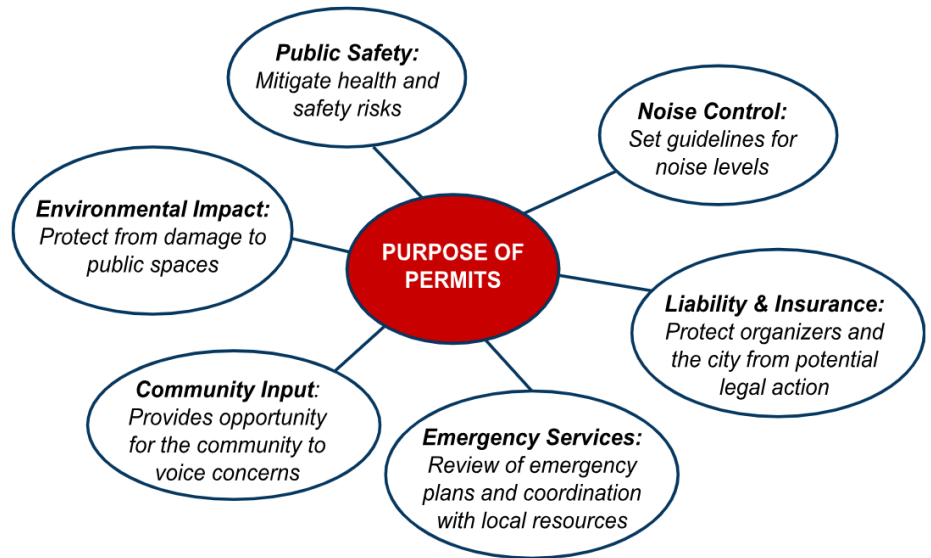 Public Safety:
Mitigate health and
safety risks
Noise Control:
Set guidelines for
noise levels
Environmental Impact:
Protect from damage to
public spaces
PURPOSE OF
PERMITS
Liability & Insurance:
Protect organizers and
the city from potential
legal action
Community Input:
Provides opportunity
for the community to
voice concerns
Emergency Services:
Review of emergency
plans and coordination
with local resources